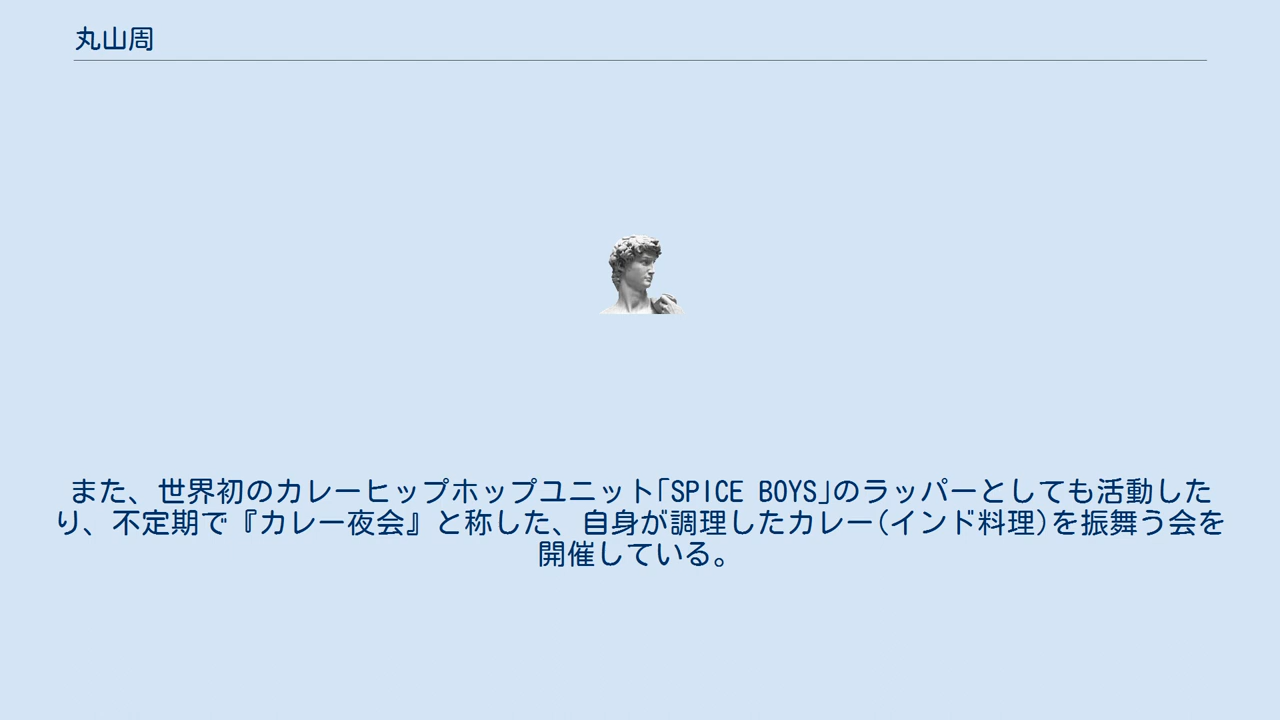 丸山周
また、世界初のカレーヒップホップユニット｢SPICE BOYS｣のラッパーとしても活動した
り、不定期で『カレー夜会』と称した、自身が調理したカレー(インド料理)を振舞う会を
開催している。